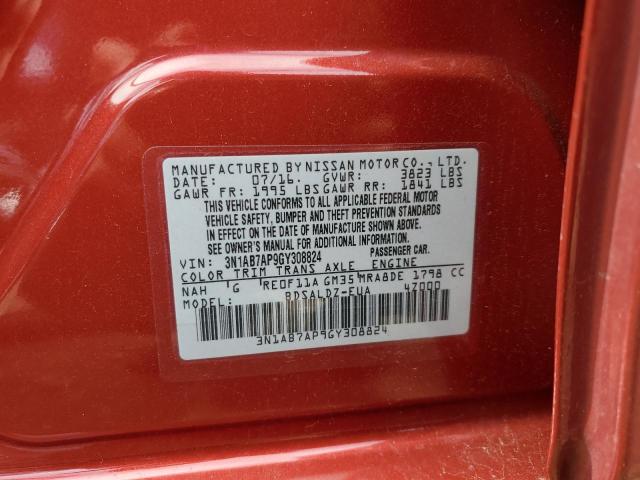 MANUFACTURED BY NISSAN MOTOR CO., LTD.
DATE: 07/16. GVWR: 3823 LBS
GAWR FR: 1995 LBS GAWR RR: 1841 LBS
THIS VEHICLE CONFORMS TO ALL APPLICABLE FEDERAL MOTOR
VEHICLE SAFETY, BUMPER AND THEFT PREVENTION STANDARDS
IN EFFECT ON THE DATE OF MANUFACTURE SHOWN ABOVE.
SEE OWNER'S MANUAL FOR ADDITIONAL INFORMATION.
VIN: 3N1AB7AP9GY308824 PASSENGER CAR.
COLOR TRIM TRANS AXLE ENGINE
NAH G RE0F11A GM35 MRA8DE 1798 CC
MODEL: BDSALDZ-EUA 4Z000
3N1AB7AP9GY308824